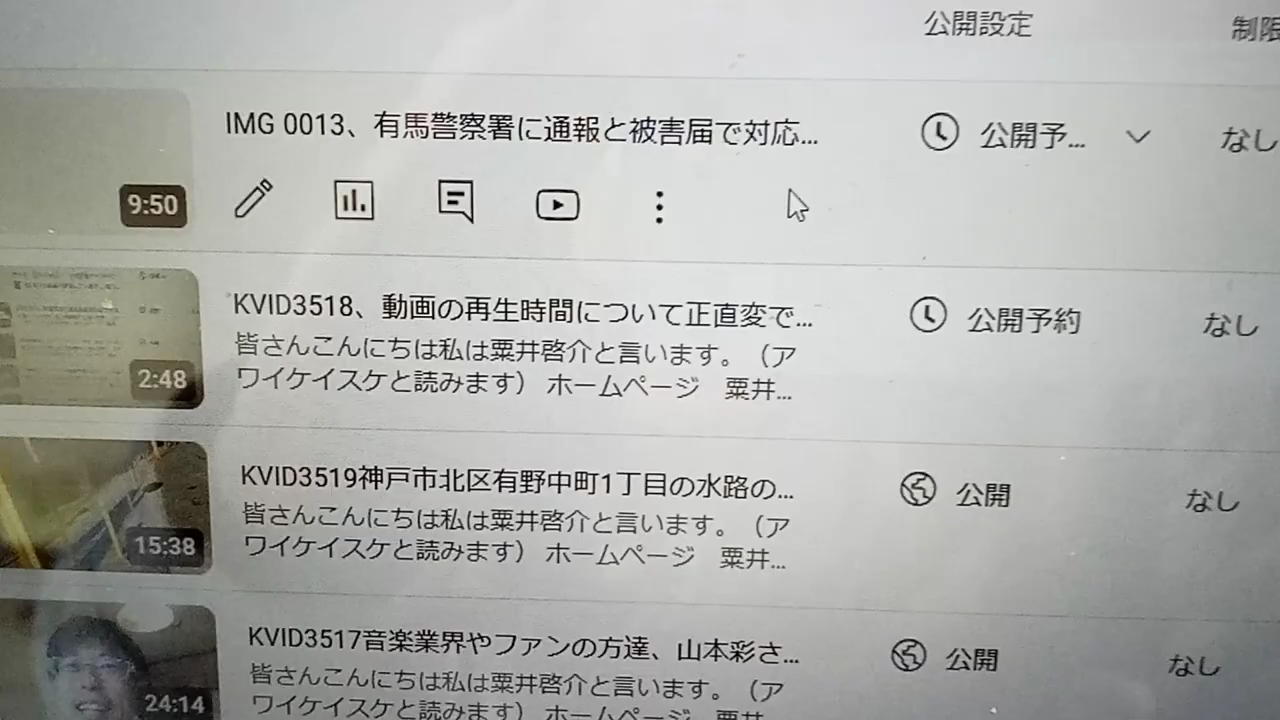 公開設定
制限
IMG 0013、有馬警察署に通報と被害届で対応...
公開予...
なし
9:50
KVID3518、動画の再生時間について正直変で...
公開予約
なし
皆さんこんにちは私は粟井啓介と言います。（ア
ワイケイスケと読みます） ホームページ 粟井...
2:48
KVID3519神戸市北区有野中町1丁目の水路の...
公開
なし
皆さんこんにちは私は粟井啓介と言います。（ア
ワイケイスケと読みます） ホームページ 粟井...
15:38
KVID3517音楽業界やファンの方達、山本彩さ...
公開
なし
皆さんこんにちは私は粟井啓介と言います。（ア
ワイケイスケと読みます） ホームページ 粟井...
24:14